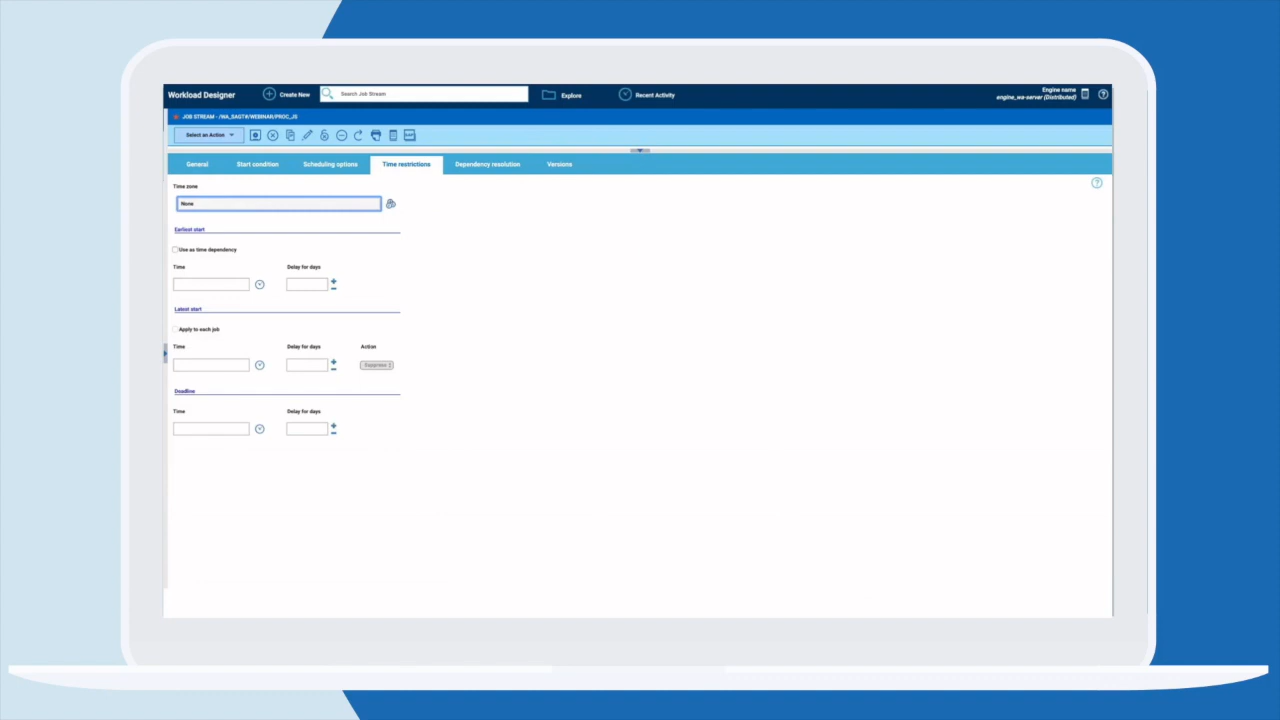 Workload Designer
Create New
Search Job Stream
Explore
Recent Activity
Engine name
engine_wa-server (Distributed)
JOB STREAM - /WA_SAGT#/WEBINAR/PROC_JS
Select an Action
General
Start condition
Scheduling options
Time restrictions
Dependency resolution
Versions
Time zone
None
Earliest start
Use as time dependency
Time
Delay for days
Latest start
Apply to each job
Time
Delay for days
Action
Suppress
Deadline
Time
Delay for days